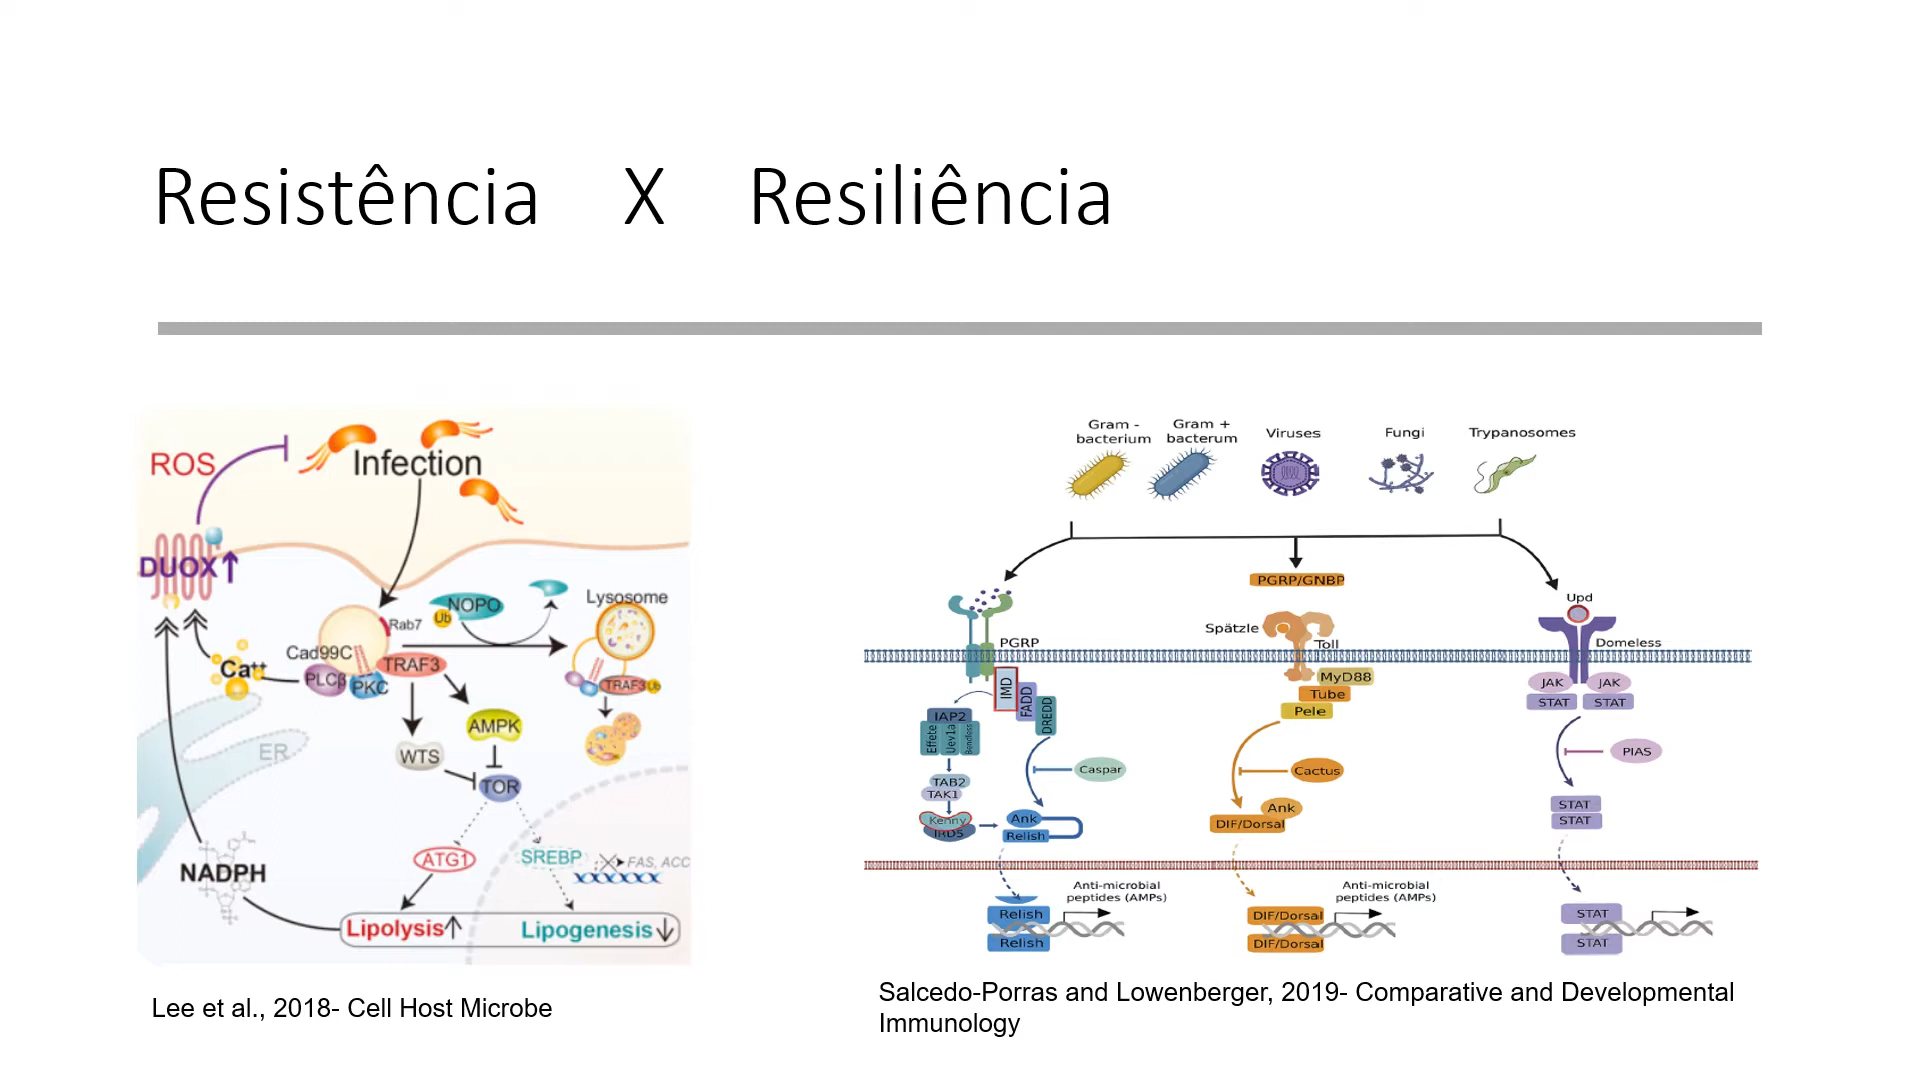 Resistência X Resiliência
ROS
Infection
DUOX↑
NOPO
Ub
Lysosome
Rab7
Cad99C
TRAF3
Ca++
PLCβ
PKC
TRAF3
Ub
AMPK
WTS
ER
TOR
ATG1
SREBP
FAS, ACC
NADPH
Lipolysis↑
Lipogenesis↓
Lee et al., 2018- Cell Host Microbe
Gram -
bacterium
Gram +
bacterum
Viruses
Fungi
Trypanosomes
PGRP/GNBP
Upd
Spätzle
PGRP
Toll
Domeless
IMD
FADD
DREDD
MyD88
Tube
Pele
JAK
JAK
STAT
STAT
IAP2
Effete
Uev1a
Bendless
PIAS
Caspar
Cactus
TAB2
TAK1
Kenny
IRD5
Ank
Relish
Ank
DIF/Dorsal
STAT
STAT
Anti-microbial
peptides (AMPs)
Anti-microbial
peptides (AMPs)
Relish
Relish
DIF/Dorsal
DIF/Dorsal
STAT
STAT
Salcedo-Porras and Lowenberger, 2019- Comparative and Developmental
Immunology